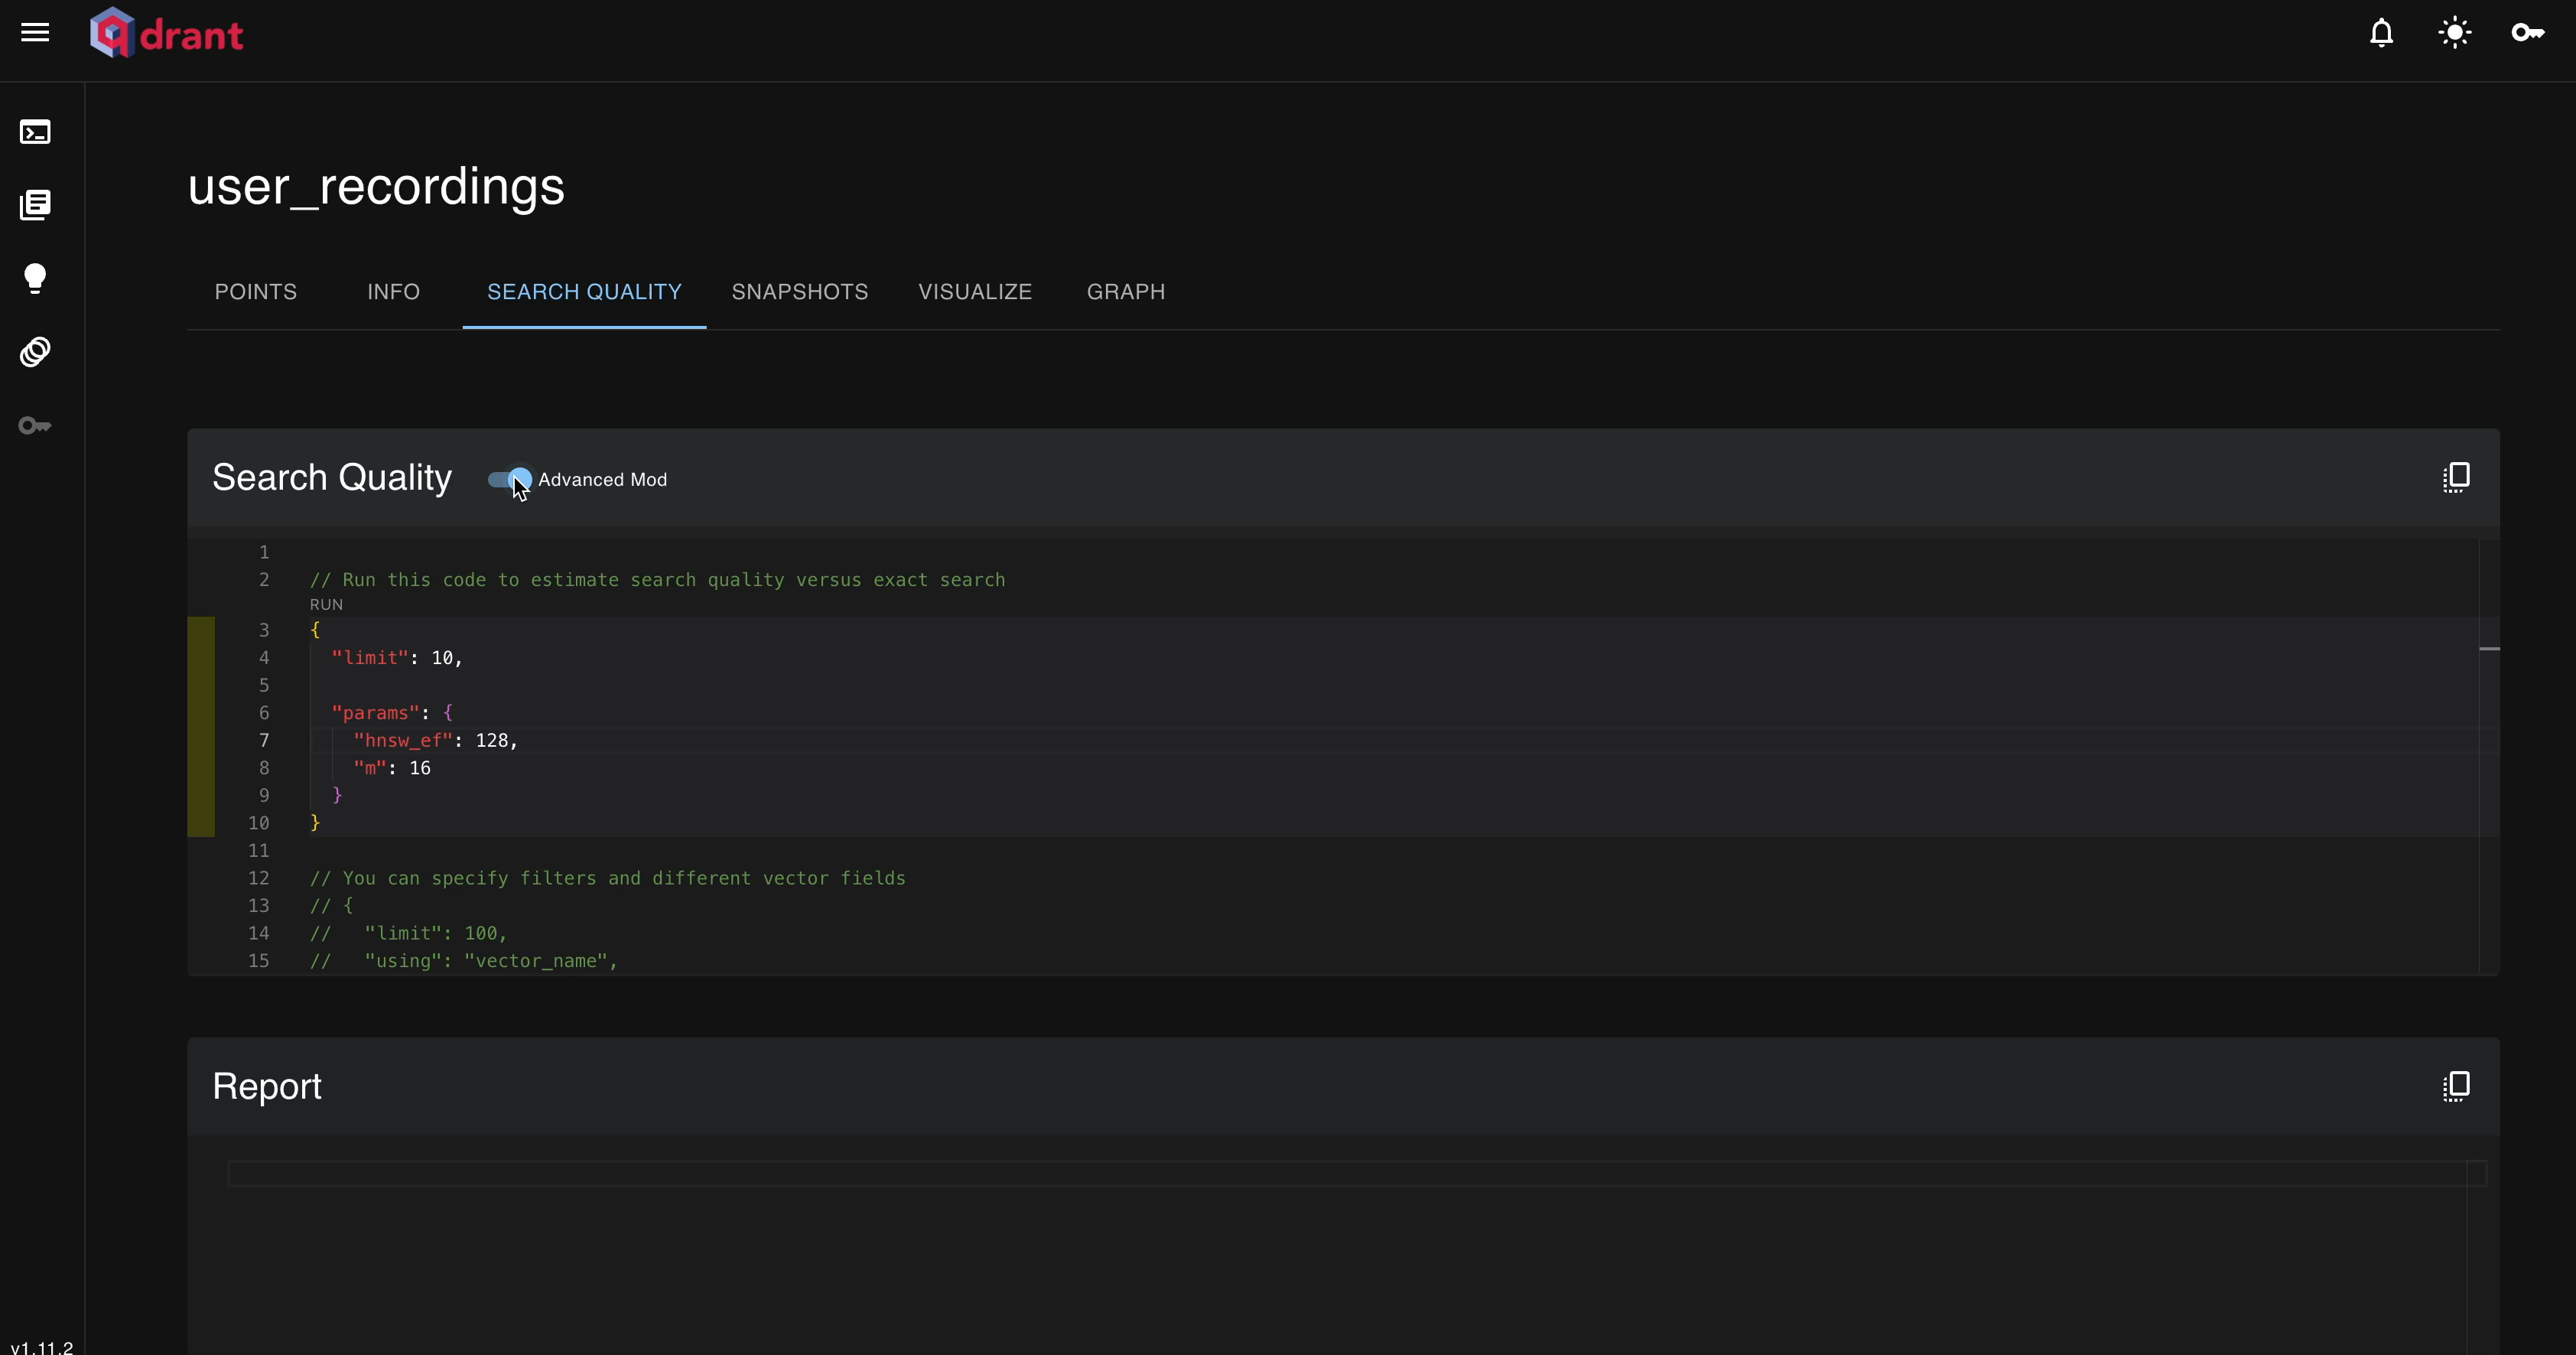 qdrant
user_recordings
POINTS INFO SEARCH QUALITY SNAPSHOTS VISUALIZE GRAPH
Search Quality Advanced Mod
1
2 // Run this code to estimate search quality versus exact search
RUN
3 {
4 "limit": 10,
5
6 "params": {
7 "hnsw_ef": 128,
8 "m": 16
9 }
10 }
11
12 // You can specify filters and different vector fields
13 // {
14 // "limit": 100,
15 // "using": "vector_name",
Report
v1.11.2